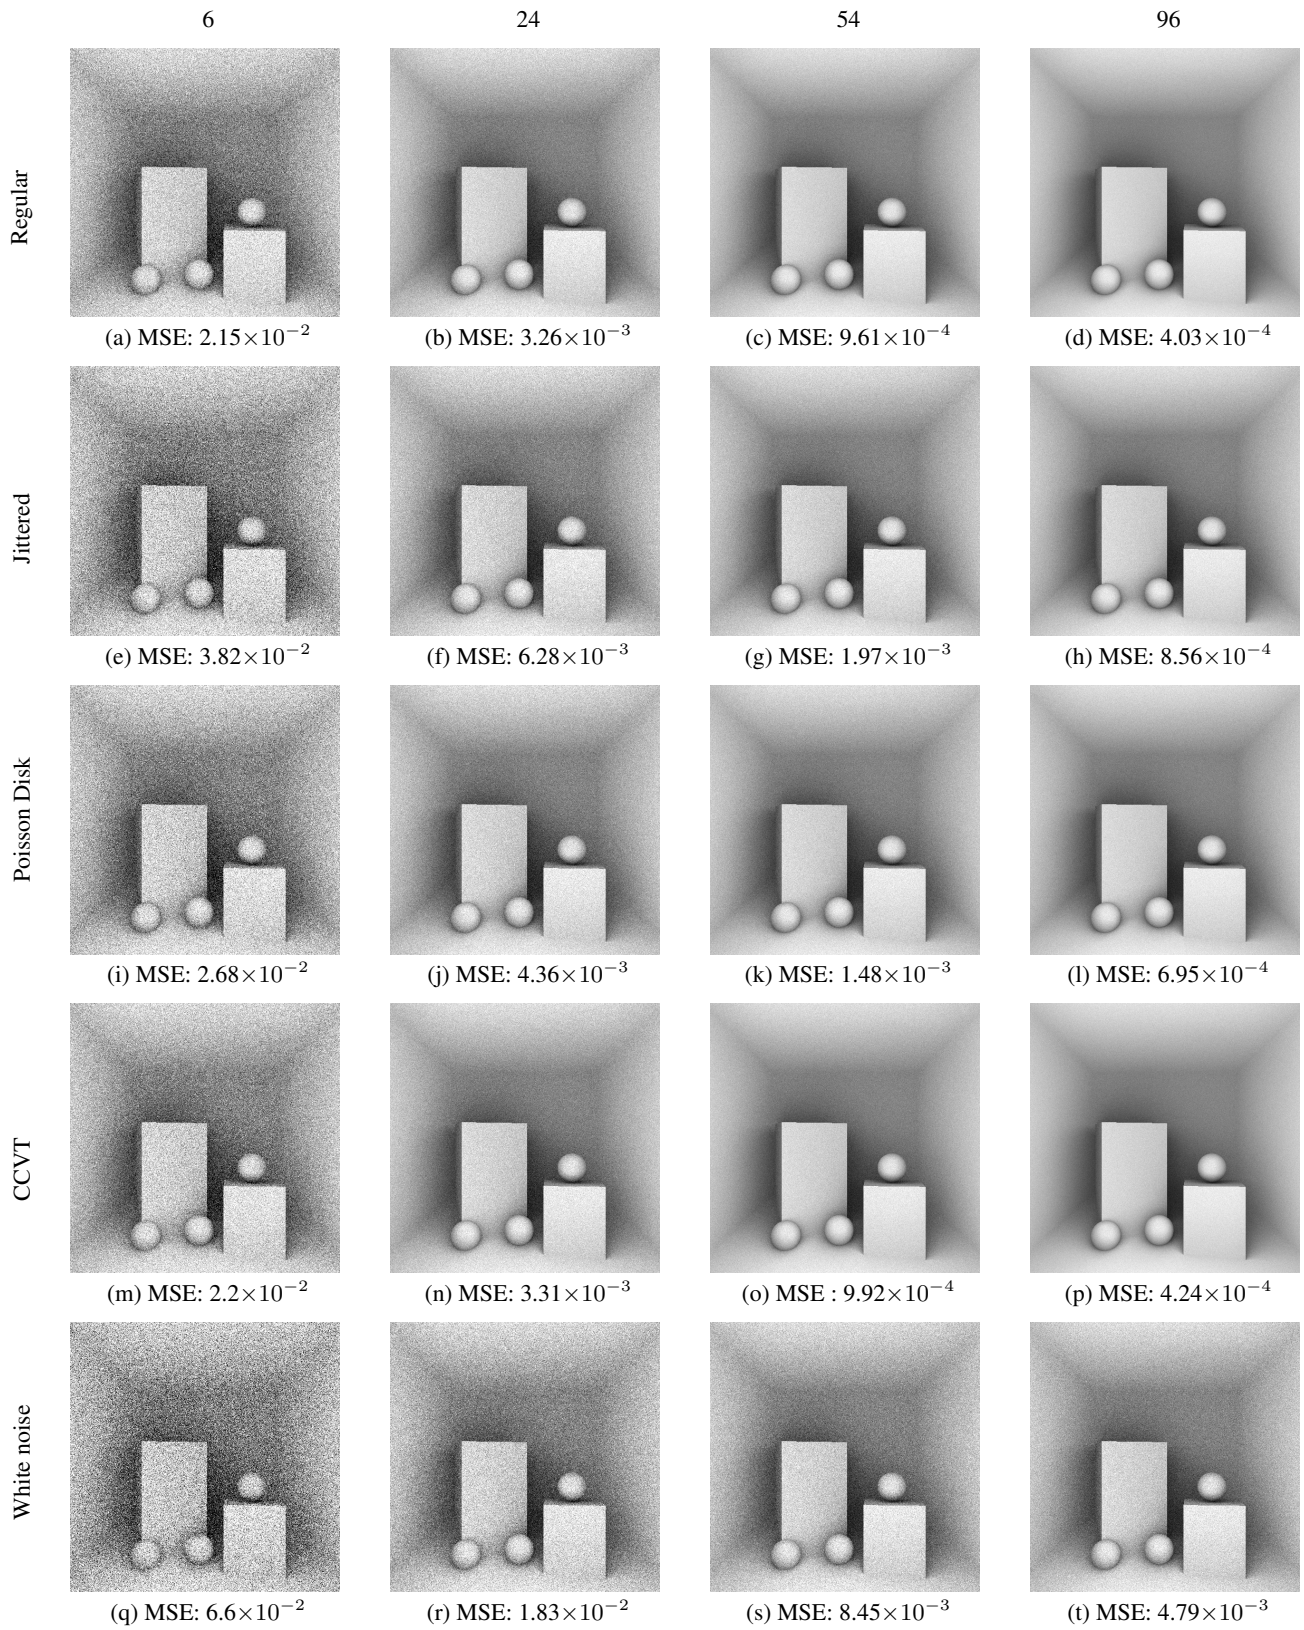 6 24 54 96
Regular
(a) MSE: 2.15×10⁻² (b) MSE: 3.26×10⁻³ (c) MSE: 9.61×10⁻⁴ (d) MSE: 4.03×10⁻⁴
Jittered
(e) MSE: 3.82×10⁻² (f) MSE: 6.28×10⁻³ (g) MSE: 1.97×10⁻³ (h) MSE: 8.56×10⁻⁴
Poisson Disk
(i) MSE: 2.68×10⁻² (j) MSE: 4.36×10⁻³ (k) MSE: 1.48×10⁻³ (l) MSE: 6.95×10⁻⁴
CCVT
(m) MSE: 2.2×10⁻² (n) MSE: 3.31×10⁻³ (o) MSE : 9.92×10⁻⁴ (p) MSE: 4.24×10⁻⁴
White noise
(q) MSE: 6.6×10⁻² (r) MSE: 1.83×10⁻² (s) MSE: 8.45×10⁻³ (t) MSE: 4.79×10⁻³